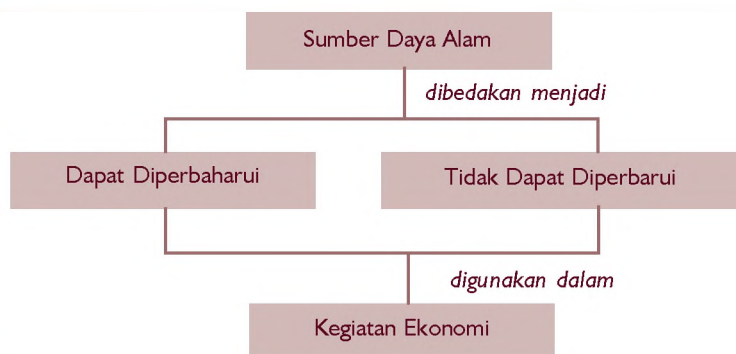 Sumber Daya Alam
dibedakan menjadi
Dapat Diperbaharui
Tidak Dapat Diperbarui
digunakan dalam
Kegiatan Ekonomi